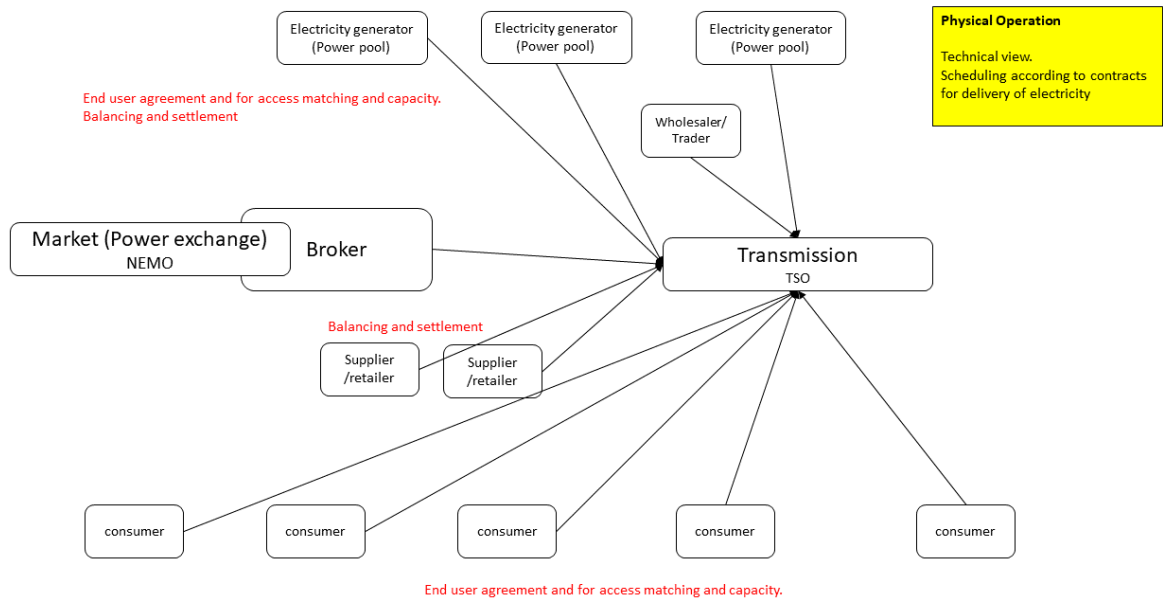 Electricity generator
(Power pool)
Electricity generator
(Power pool)
Electricity generator
(Power pool)
Physical Operation
Technical view.
Scheduling according to contracts
for delivery of electricity
End user agreement and for access matching and capacity.
Balancing and settlement
Wholesaler/
Trader
Market (Power exchange)
NEMO
Broker
Transmission
TSO
Balancing and settlement
Supplier
/retailer
Supplier
/retailer
consumer
consumer
consumer
consumer
consumer
End user agreement and for access matching and capacity.